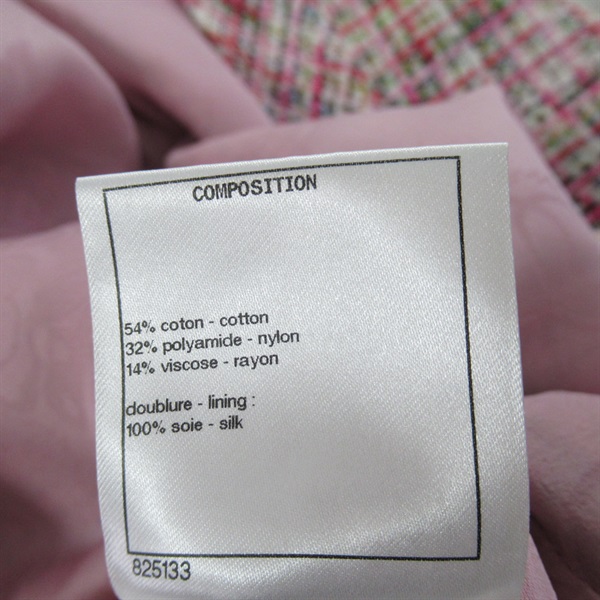 COMPOSITION
54% coton - cotton
32% polyamide - nylon
14% viscose - rayon
doublure - lining :
100% soie - silk
825133